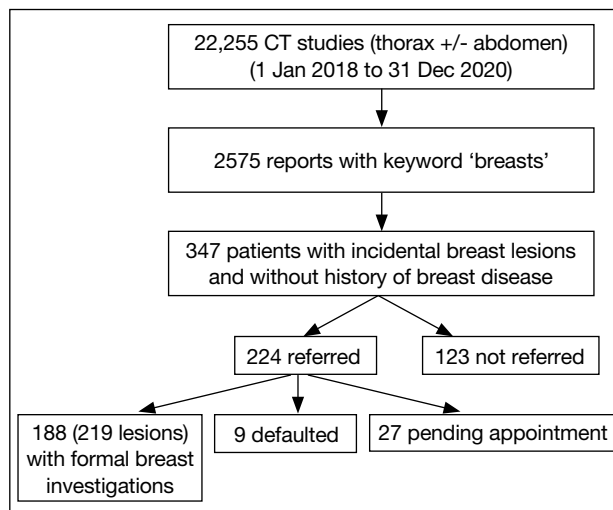 22,255 CT studies (thorax +/- abdomen)
(1 Jan 2018 to 31 Dec 2020)
2575 reports with keyword ‘breasts’
347 patients with incidental breast lesions
and without history of breast disease
224 referred
123 not referred
188 (219 lesions)
with formal breast
investigations
9 defaulted
27 pending appointment